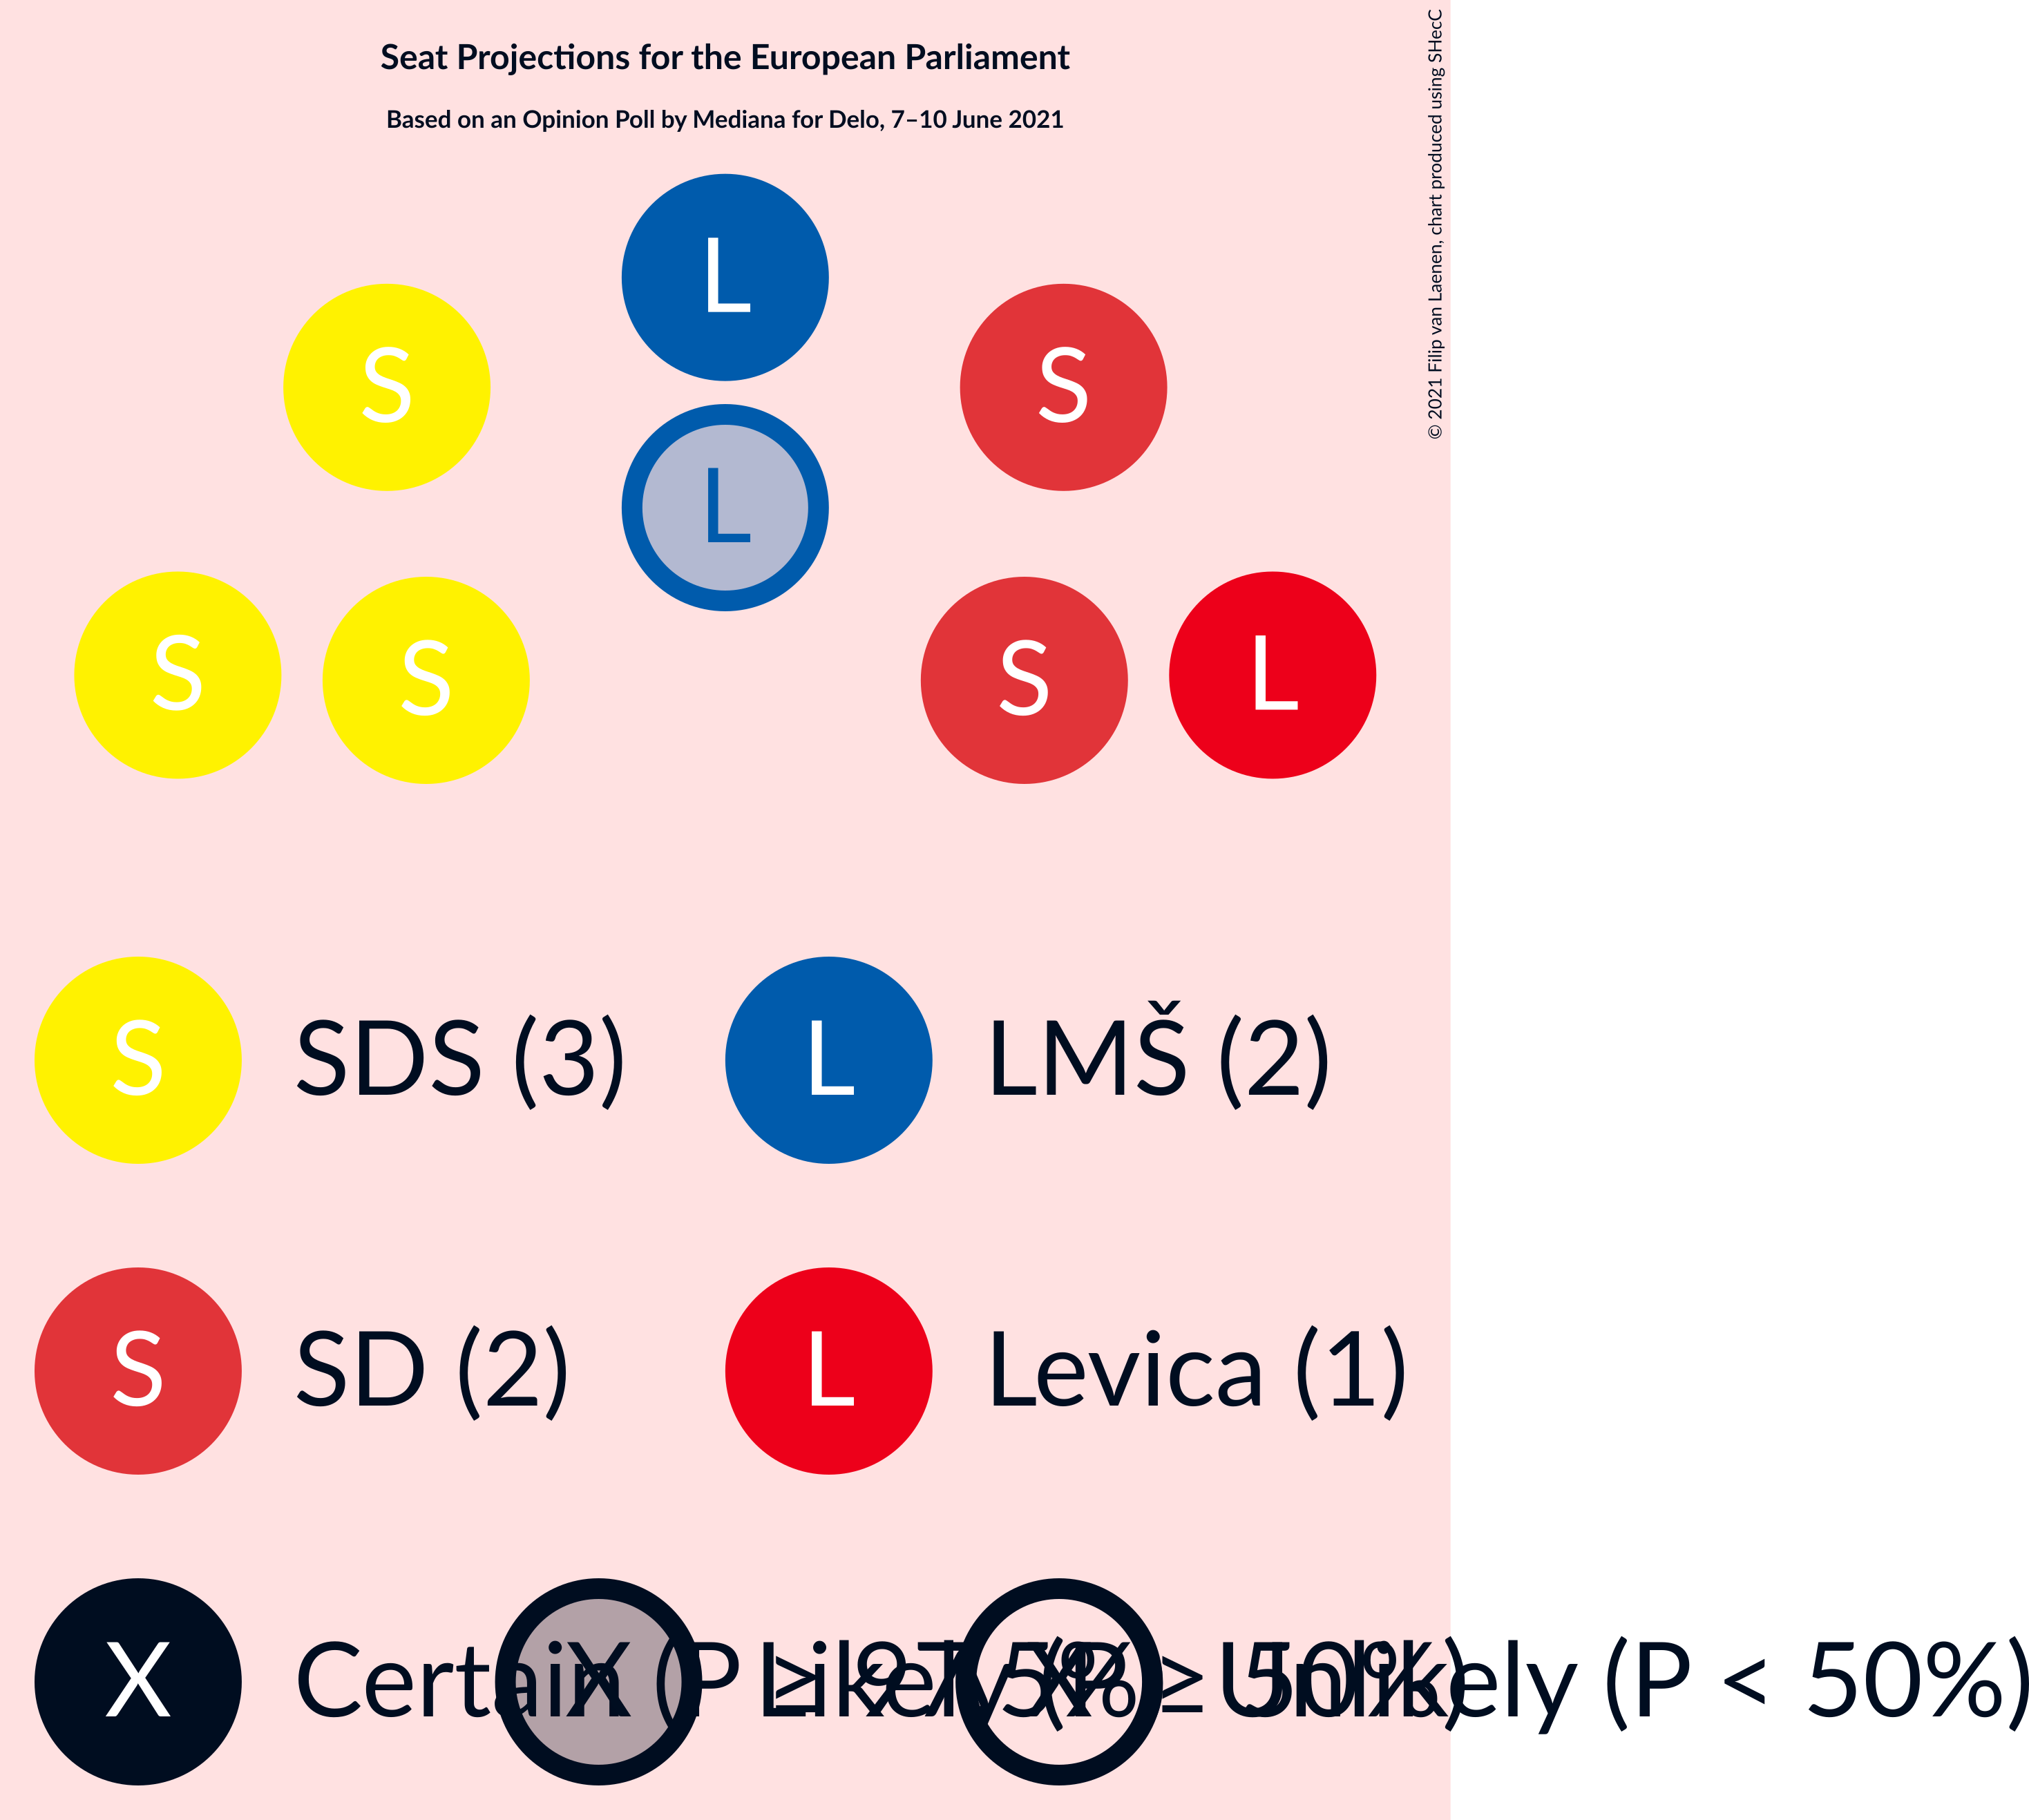 Seat Projections for the European Parliament
Based on an Opinion Poll by Mediana for Delo, 7–10 June 2021
© 2021 Filip van Laenen, chart produced using SHecC
L
S
S
L
S
S
S
L
S SDS (3)
L LMŠ (2)
S SD (2)
L Levica (1)
X Certain (P ≥
X Likely (P ≥ 50%)
X Unlikely (P < 50%)